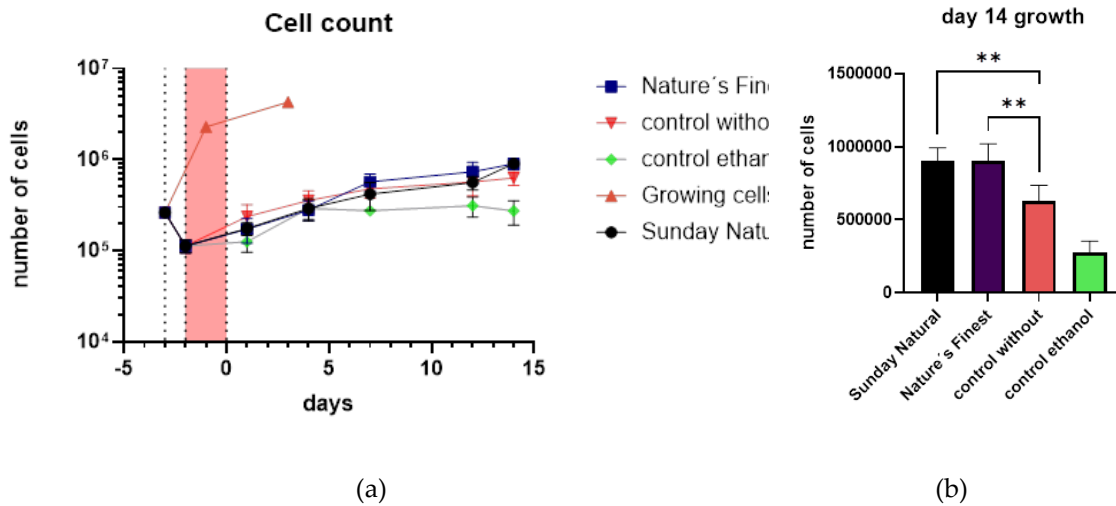 Cell count
10⁷
10⁶
10⁵
10⁴
number of cells
-5 0 5 10 15
days
Nature´s Fin
control witho
control ethan
Growing cells
Sunday Natu
(a)
day 14 growth
**
**
1500000
1000000
500000
0
number of cells
Sunday Natural
Nature´s Finest
control without
control ethanol
(b)